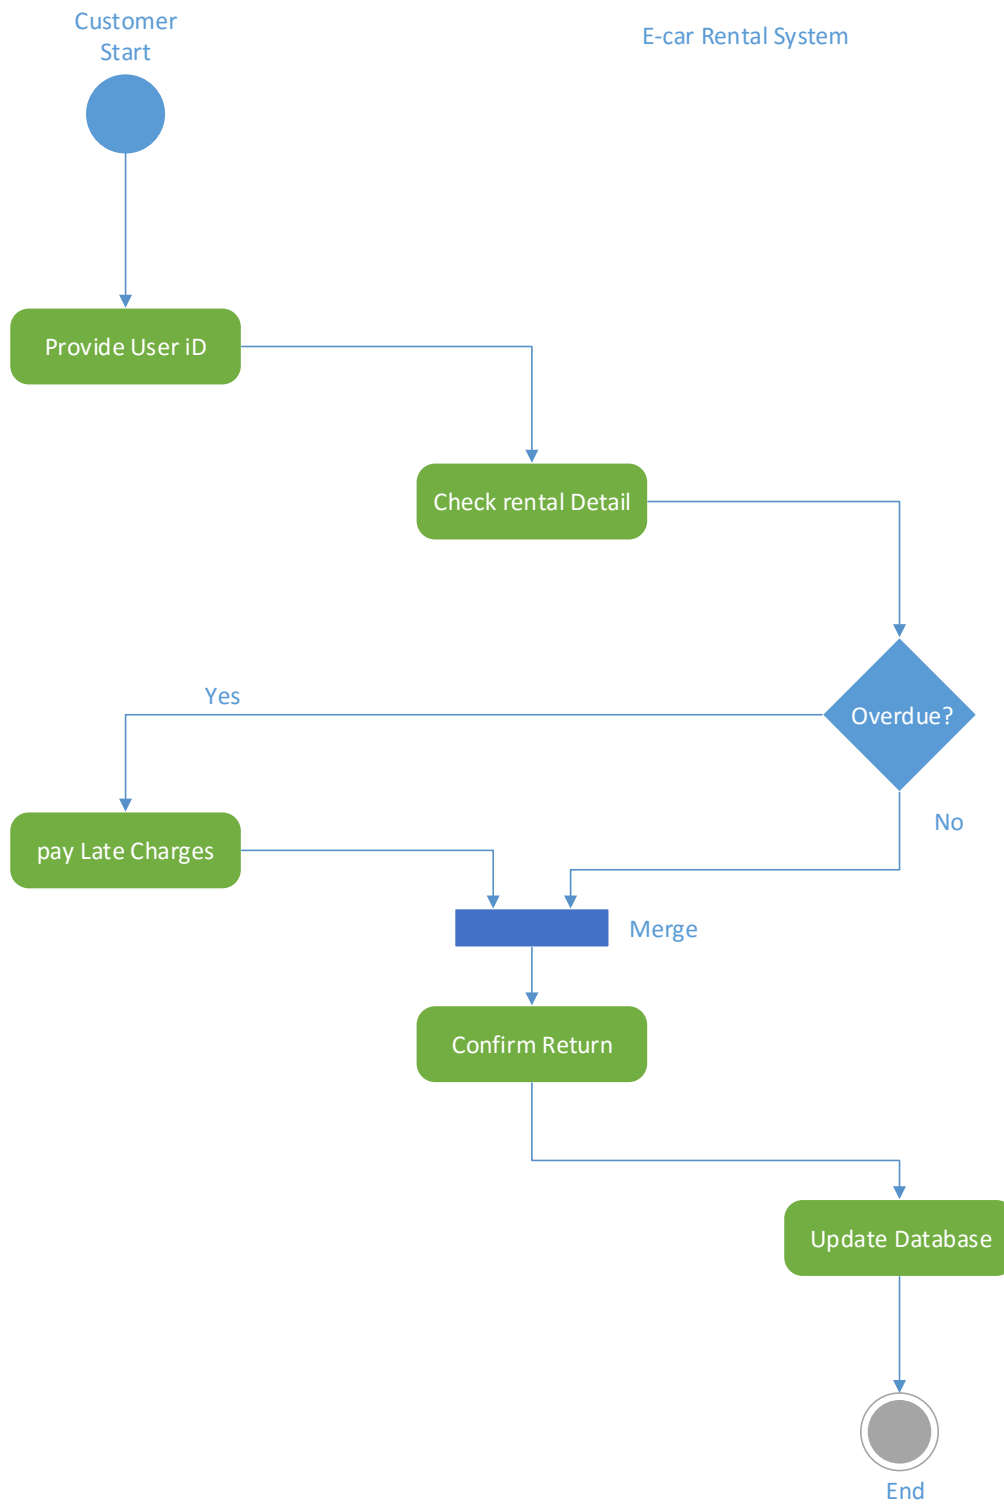 Customer
Start
E-car Rental System
Provide User iD
Check rental Detail
Overdue?
Yes
No
pay Late Charges
Merge
Confirm Return
Update Database
End